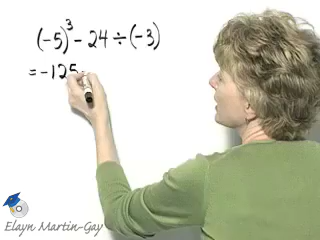 (-5)³ - 24 ÷ (-3)
= -125
Elayn Martin-Gay